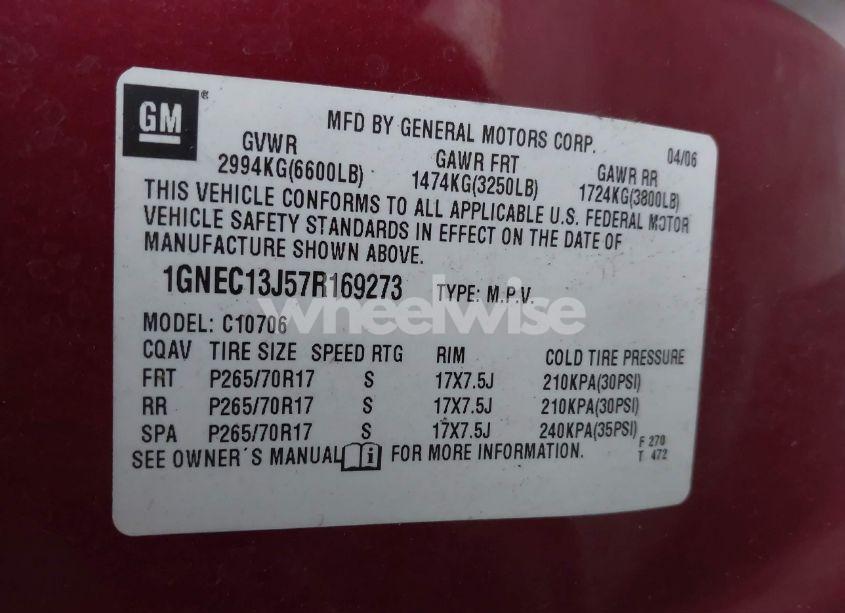 GM ®
MFD BY GENERAL MOTORS CORP. 04/06
GVWR GAWR FRT GAWR RR
2994KG(6600LB) 1474KG(3250LB) 1724KG(3800LB)
THIS VEHICLE CONFORMS TO ALL APPLICABLE U.S. FEDERAL MOTOR
VEHICLE SAFETY STANDARDS IN EFFECT ON THE DATE OF
MANUFACTURE SHOWN ABOVE.
1GNEC13J57R169273 TYPE: M.P.V.
wheelwise
MODEL: C10706
CQAV TIRE SIZE SPEED RTG RIM COLD TIRE PRESSURE
FRT P265/70R17 S 17X7.5J 210KPA(30PSI)
RR P265/70R17 S 17X7.5J 210KPA(30PSI)
SPA P265/70R17 S 17X7.5J 240KPA(35PSI)
F 270
SEE OWNER'S MANUAL i FOR MORE INFORMATION. T 472